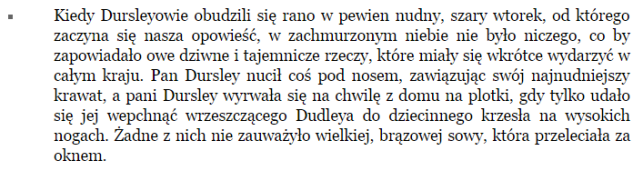 Kiedy Dursleyowie obudzili się rano w pewien nudny, szary wtorek, od którego
zaczyna się nasza opowieść, w zachmurzonym niebie nie było niczego, co by
zapowiadało owe dziwne i tajemnicze rzeczy, które miały się wkrótce wydarzyć w
całym kraju. Pan Dursley nucił coś pod nosem, zawiązując swój najnudniejszy
krawat, a pani Dursley wyrwała się na chwilę z domu na plotki, gdy tylko udało
się jej wepchnąć wrzeszczącego Dudleya do dziecinnego krzesła na wysokich
nogach. Żadne z nich nie zauważyło wielkiej, brązowej sowy, która przeleciała za
oknem.